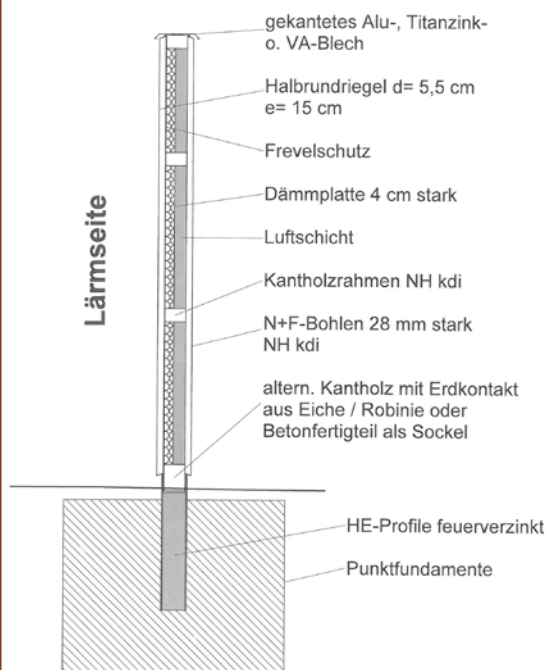 gekantetes Alu-, Titanzink-
o. VA-Blech
Halbrundriegel d= 5,5 cm
e= 15 cm
Frevelschutz
Dämmplatte 4 cm stark
Lärmseite
Luftschicht
Kantholzrahmen NH kdi
N+F-Bohlen 28 mm stark
NH kdi
altern. Kantholz mit Erdkontakt
aus Eiche / Robinie oder
Betonfertigteil als Sockel
HE-Profile feuerverzinkt
Punktfundamente